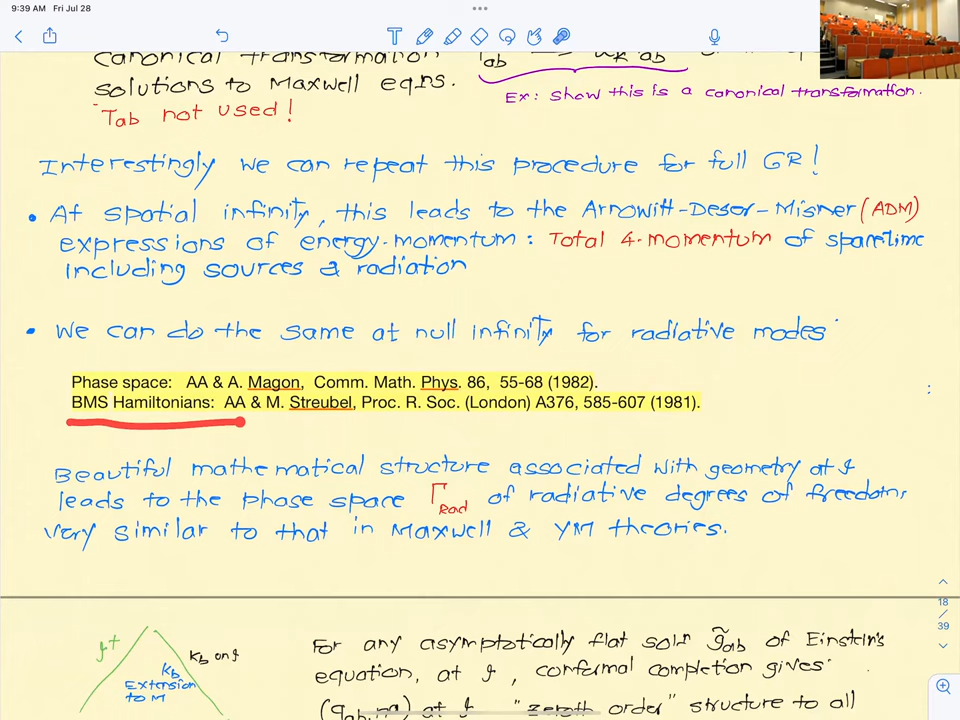 9:39 AM Fri Jul 28
canonical transformation
solutions to Maxwell eqns.
Tab not used!
Ex: Show this is a canonical transformation.
Interestingly we can repeat this procedure for full GR!
• At spatial infinity, this leads to the Arnowitt-Deser-Misner (ADM)
expressions of energy-momentum: Total 4-momentum of spacetime
including sources & radiation
• We can do the same at null infinity for radiative modes
Phase space: AA & A. Magon, Comm. Math. Phys. 86, 55-68 (1982).
BMS Hamiltonians: AA & M. Streubel, Proc. R. Soc. (London) A376, 585-607 (1981).
Beautiful mathematical structure associated with geometry at ℐ
leads to the phase space Γ_Rad of radiative degrees of freedom,
very similar to that in Maxwell & YM theories.
18
/
39
ℐ+
k_b on ℐ
k_b
Extension
to M
For any asymptotically flat soln g̃ab of Einstein's
equation, at ℐ, conformal completion gives
(qab, na) at ℐ "zeroth order" structure to all